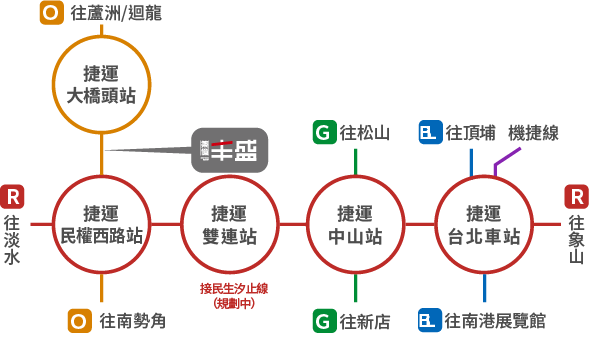 O 往蘆洲/迴龍
捷運
大橋頭站
G 往松山
BL 往頂埔 機捷線
R
往淡水
捷運
民權西路站
捷運
雙連站
捷運
中山站
捷運
台北車站
R
往象山
接民生汐止線
(規劃中)
O 往南勢角
G 往新店
BL 往南港展覽館